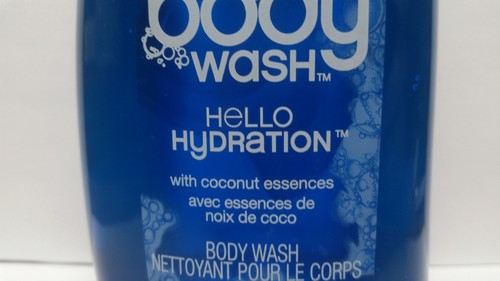 body
wash™
Hello
Hydration™
with coconut essences
avec essences de
noix de coco
BODY WASH
NETTOYANT POUR LE CORPS